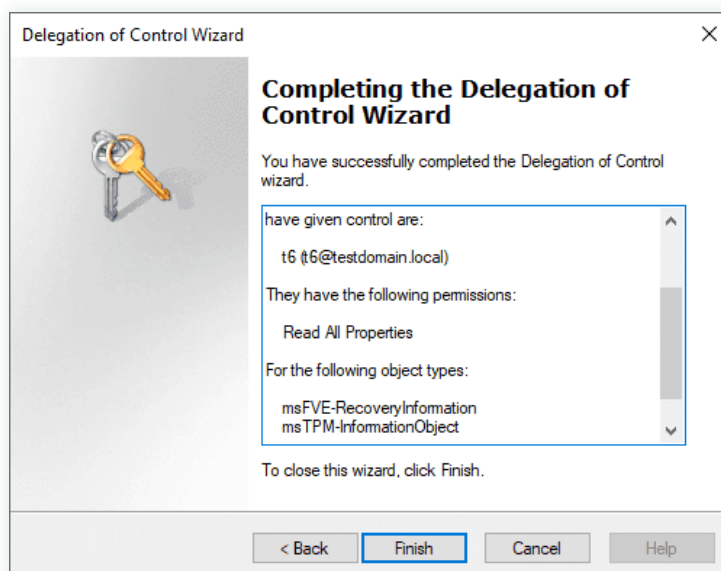 Delegation of Control Wizard
Completing the Delegation of
Control Wizard
You have successfully completed the Delegation of Control
wizard.
have given control are:
t6 (t6@testdomain.local)
They have the following permissions:
Read All Properties
For the following object types:
msFVE-RecoveryInformation
msTPM-InformationObject
To close this wizard, click Finish.
< Back
Finish
Cancel
Help